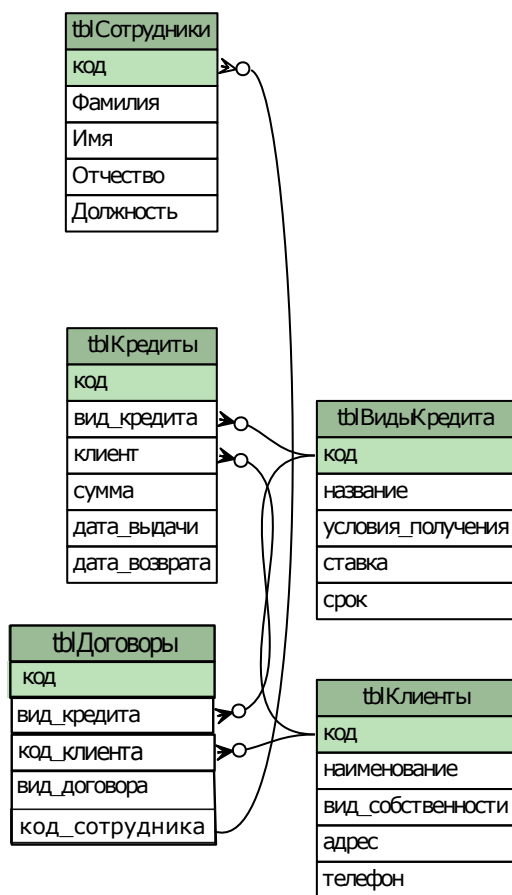 tblСотрудники
код
Фамилия
Имя
Отчество
Должность
tblКредиты
код
вид_кредита
клиент
сумма
дата_выдачи
дата_возврата
tblВидыКредита
код
название
условия_получения
ставка
срок
tblДоговоры
код
вид_кредита
код_клиента
вид_договора
код_сотрудника
tblКлиенты
код
наименование
вид_собственности
адрес
телефон